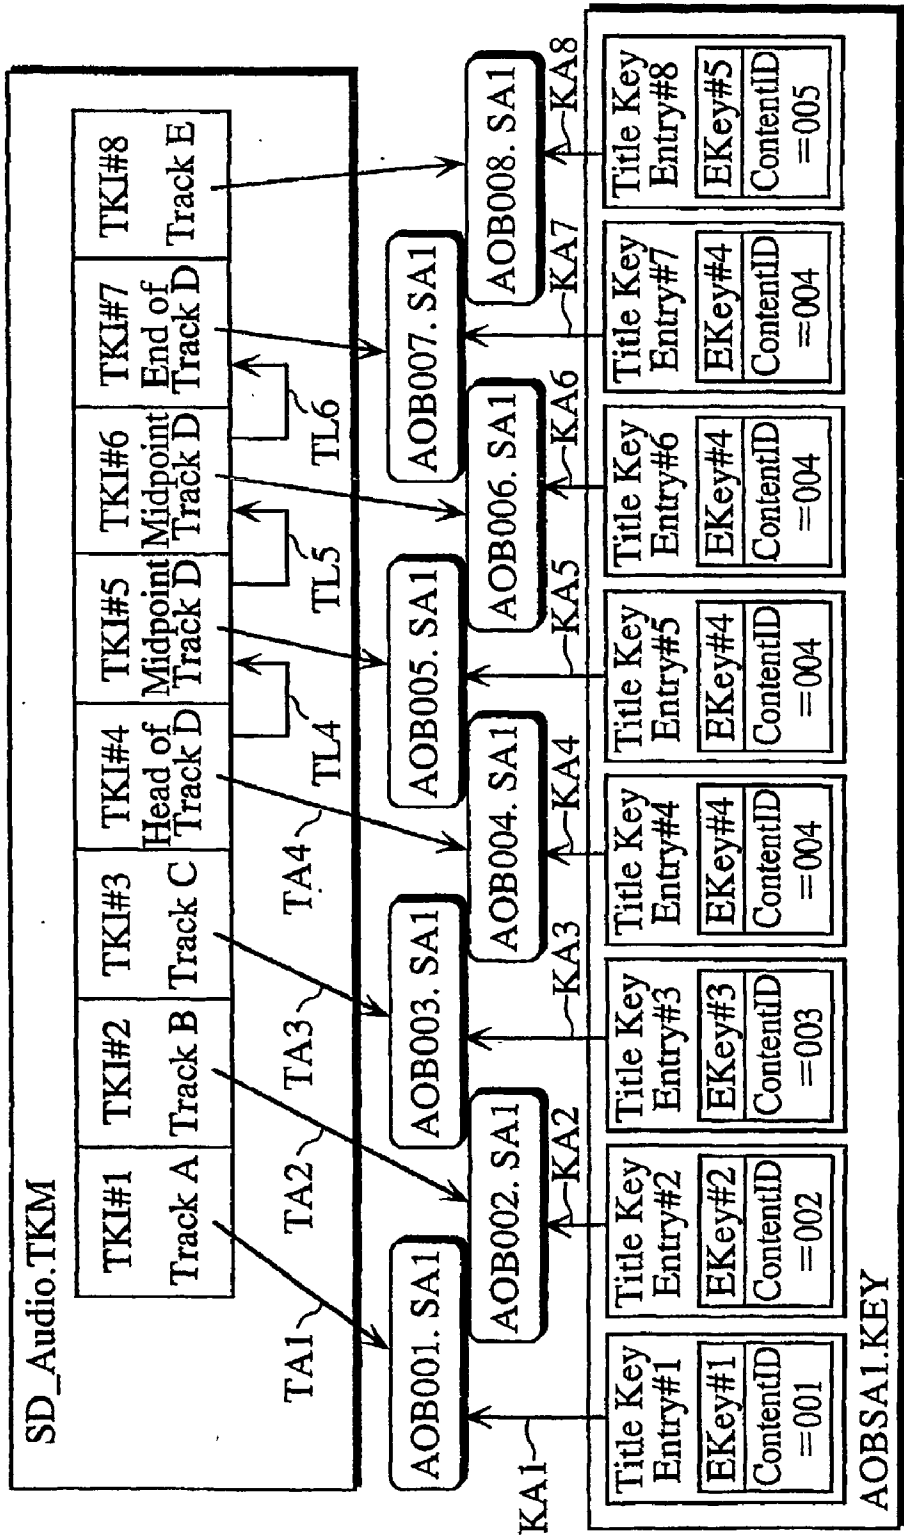 SD_Audio.TKM
TKI#1
Track A
TKI#2
Track B
TKI#3
Track C
TKI#4
Head of
Track D
TKI#5
Midpoint
Track D
TKI#6
Midpoint
Track D
TKI#7
End of
Track D
TKI#8
Track E
TA1
TA2
TA3
TA4
TL4
TL5
TL6
AOB001. SA1
AOB002. SA1
AOB003. SA1
AOB004. SA1
AOB005. SA1
AOB006. SA1
AOB007. SA1
AOB008. SA1
KA1
KA2
KA3
KA4
KA5
KA6
KA7
KA8
Title Key
Entry#1
EKey#1
ContentID
=001
Title Key
Entry#2
EKey#2
ContentID
=002
Title Key
Entry#3
EKey#3
ContentID
=003
Title Key
Entry#4
EKey#4
ContentID
=004
Title Key
Entry#5
EKey#4
ContentID
=004
Title Key
Entry#6
EKey#4
ContentID
=004
Title Key
Entry#7
EKey#4
ContentID
=004
Title Key
Entry#8
EKey#5
ContentID
=005
AOBSA1.KEY